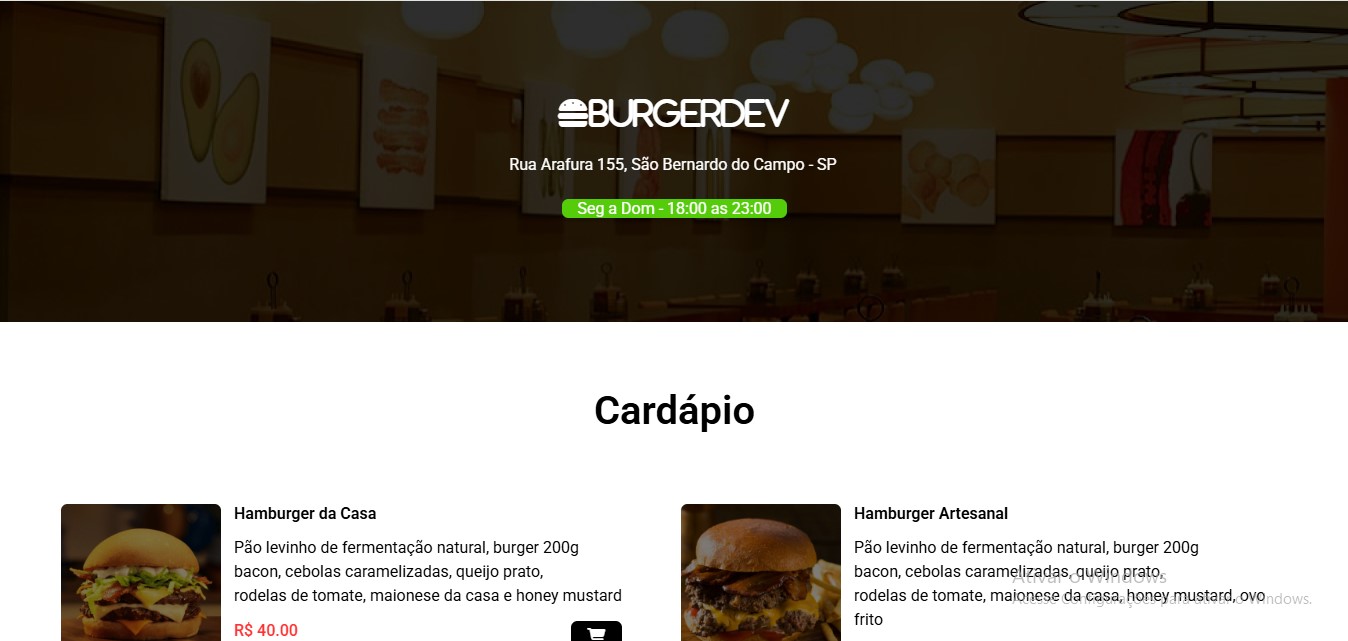 BURGERDEV
Rua Arafura 155, São Bernardo do Campo - SP
Seg a Dom - 18:00 as 23:00
Cardápio
Hamburger da Casa
Pão levinho de fermentação natural, burger 200g
bacon, cebolas caramelizadas, queijo prato,
rodelas de tomate, maionese da casa e honey mustard
R$ 40.00
Hamburger Artesanal
Pão levinho de fermentação natural, burger 200g
bacon, cebolas caramelizadas, queijo prato,
rodelas de tomate, maionese da casa, honey mustard, ovo
frito
Ativar o Windows
Acesse Configurações para ativar o Windows.